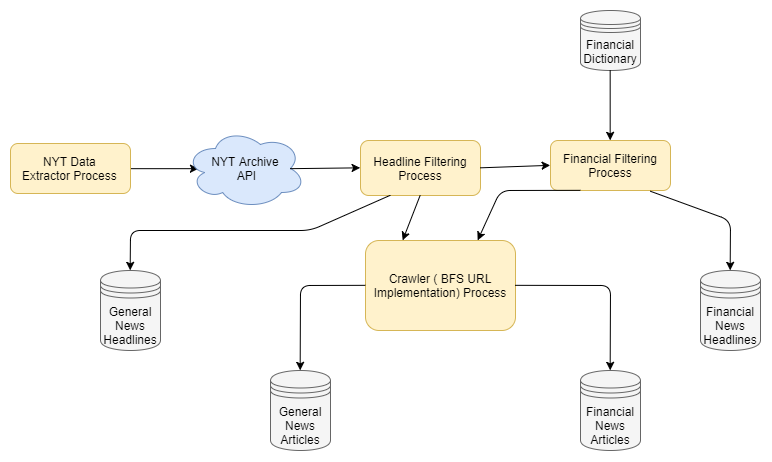 Financial
Dictionary
NYT Data
Extractor Process
NYT Archive
API
Headline Filtering
Process
Financial Filtering
Process
Crawler ( BFS URL
Implementation) Process
General
News
Headlines
Financial
News
Headlines
General
News
Articles
Financial
News
Articles